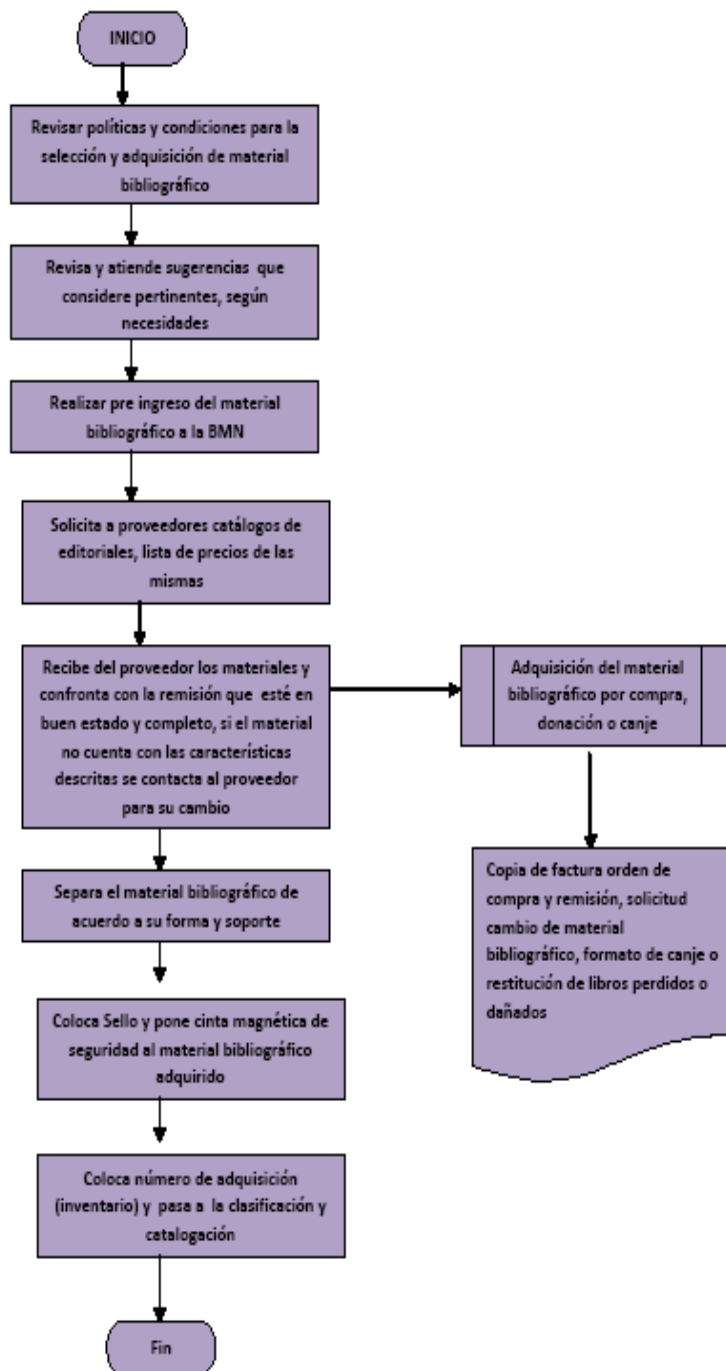 INICIO
Revisar políticas y condiciones para la
selección y adquisición de material
bibliográfico
Revisa y atiende sugerencias que
considere pertinentes, según
necesidades
Realizar pre ingreso del material
bibliográfico a la BMN
Solicita a proveedores catálogos de
editoriales, lista de precios de las
mismas
Recibe del proveedor los materiales y
confronta con la remisión que esté en
buen estado y completo, si el material
no cuenta con las características
descritas se contacta al proveedor
para su cambio
Adquisición del material
bibliográfico por compra,
donación o canje
Copia de factura orden de
compra y remisión, solicitud
cambio de material
bibliográfico, formato de canje o
restitución de libros perdidos o
dañados
Separa el material bibliográfico de
acuerdo a su forma y soporte
Coloca Sello y pone cinta magnética de
seguridad al material bibliográfico
adquirido
Coloca número de adquisición
(inventario) y pasa a la clasificación y
catalogación
Fin